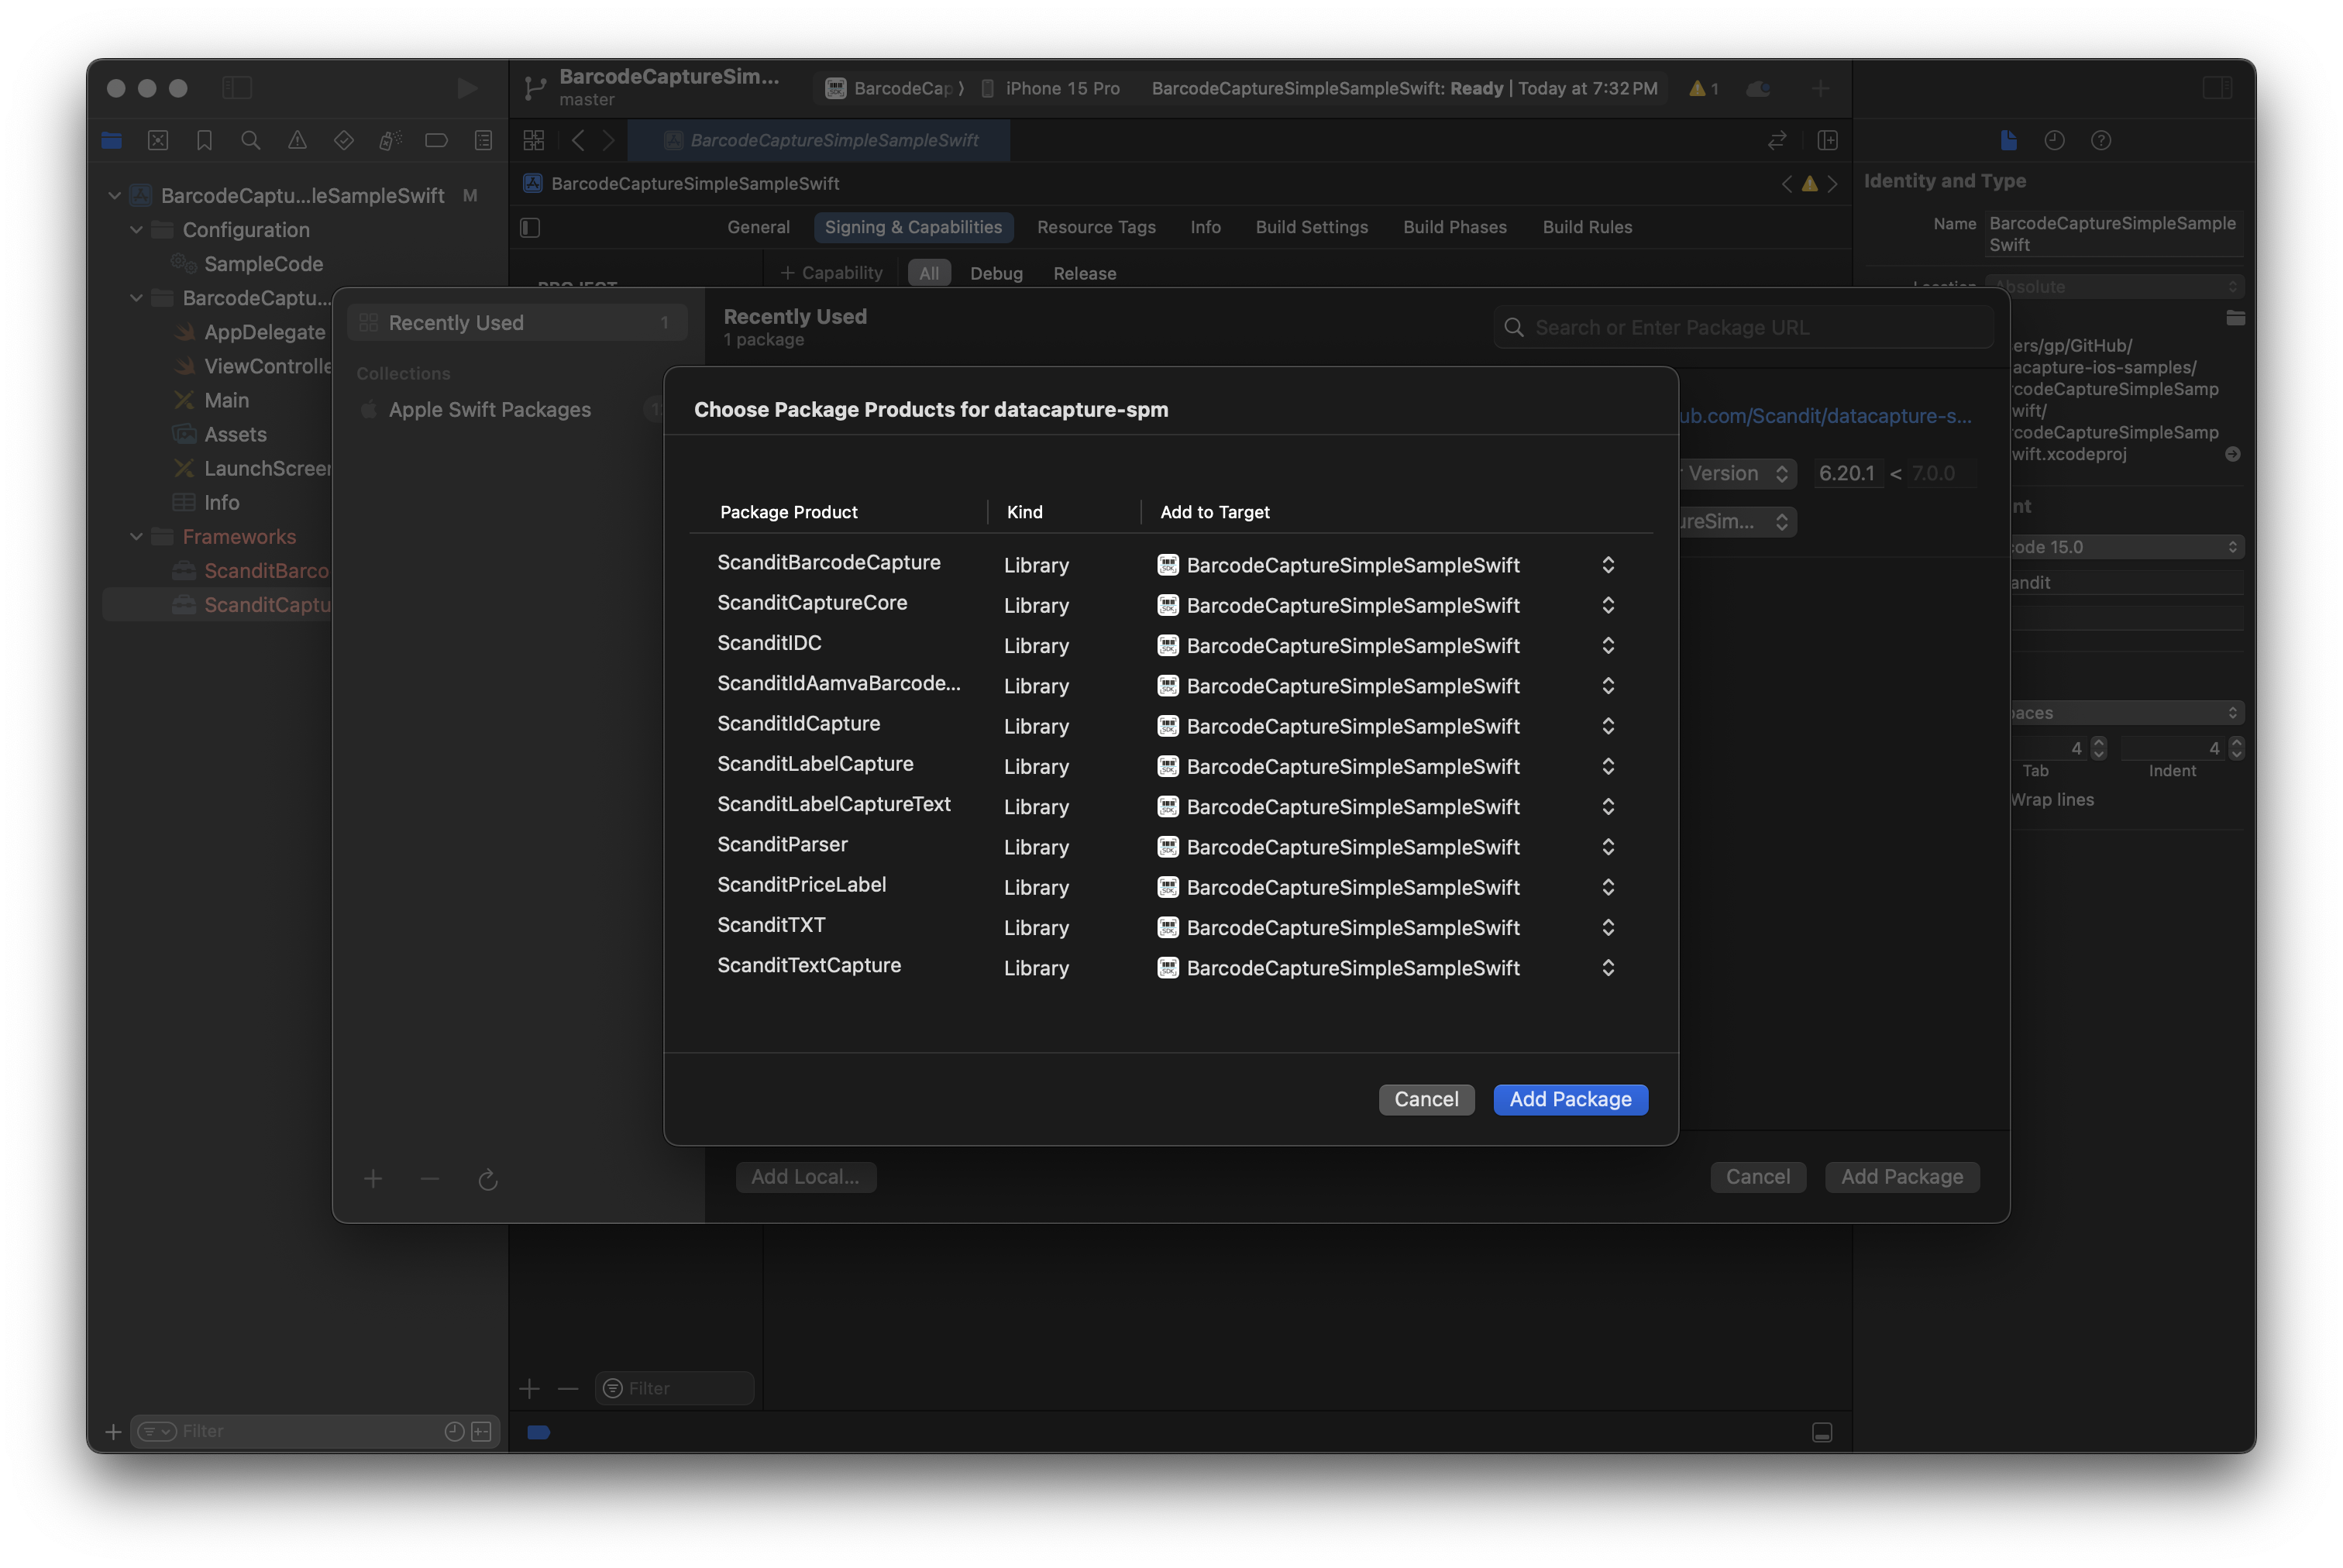 BarcodeCaptureSim...
master
BarcodeCap
iPhone 15 Pro
BarcodeCaptureSimpleSampleSwift: Ready | Today at 7:32 PM
1
BarcodeCaptureSimpleSampleSwift
BarcodeCaptureSimpleSampleSwift
General
Signing & Capabilities
Resource Tags
Info
Build Settings
Build Phases
Build Rules
+ Capability
All
Debug
Release
BarcodeCaptu...leSampleSwift M
Configuration
SampleCode
BarcodeCaptu...
AppDelegate
ViewControlle
Main
Assets
LaunchScreen
Info
Frameworks
ScanditBarco
ScanditCaptu
Filter
Filter
Recently Used 1
Collections
Apple Swift Packages
Recently Used
1 package
Search or Enter Package URL
ub.com/Scandit/datacapture-s...
Version
6.20.1 < 7.0.0
ureSim...
Add Local...
Cancel
Add Package
Choose Package Products for datacapture-spm
Package Product Kind Add to Target
ScanditBarcodeCapture Library BarcodeCaptureSimpleSampleSwift
ScanditCaptureCore Library BarcodeCaptureSimpleSampleSwift
ScanditIDC Library BarcodeCaptureSimpleSampleSwift
ScanditIdAamvaBarcode... Library BarcodeCaptureSimpleSampleSwift
ScanditIdCapture Library BarcodeCaptureSimpleSampleSwift
ScanditLabelCapture Library BarcodeCaptureSimpleSampleSwift
ScanditLabelCaptureText Library BarcodeCaptureSimpleSampleSwift
ScanditParser Library BarcodeCaptureSimpleSampleSwift
ScanditPriceLabel Library BarcodeCaptureSimpleSampleSwift
ScanditTXT Library BarcodeCaptureSimpleSampleSwift
ScanditTextCapture Library BarcodeCaptureSimpleSampleSwift
Cancel
Add Package
Identity and Type
Name BarcodeCaptureSimpleSample
Swift
Absolute
ers/gp/GitHub/
acapture-ios-samples/
rcodeCaptureSimpleSamp
wift/
rcodeCaptureSimpleSamp
wift.xcodeproj
nt
ode 15.0
andit
paces
4 4
Tab Indent
Wrap lines